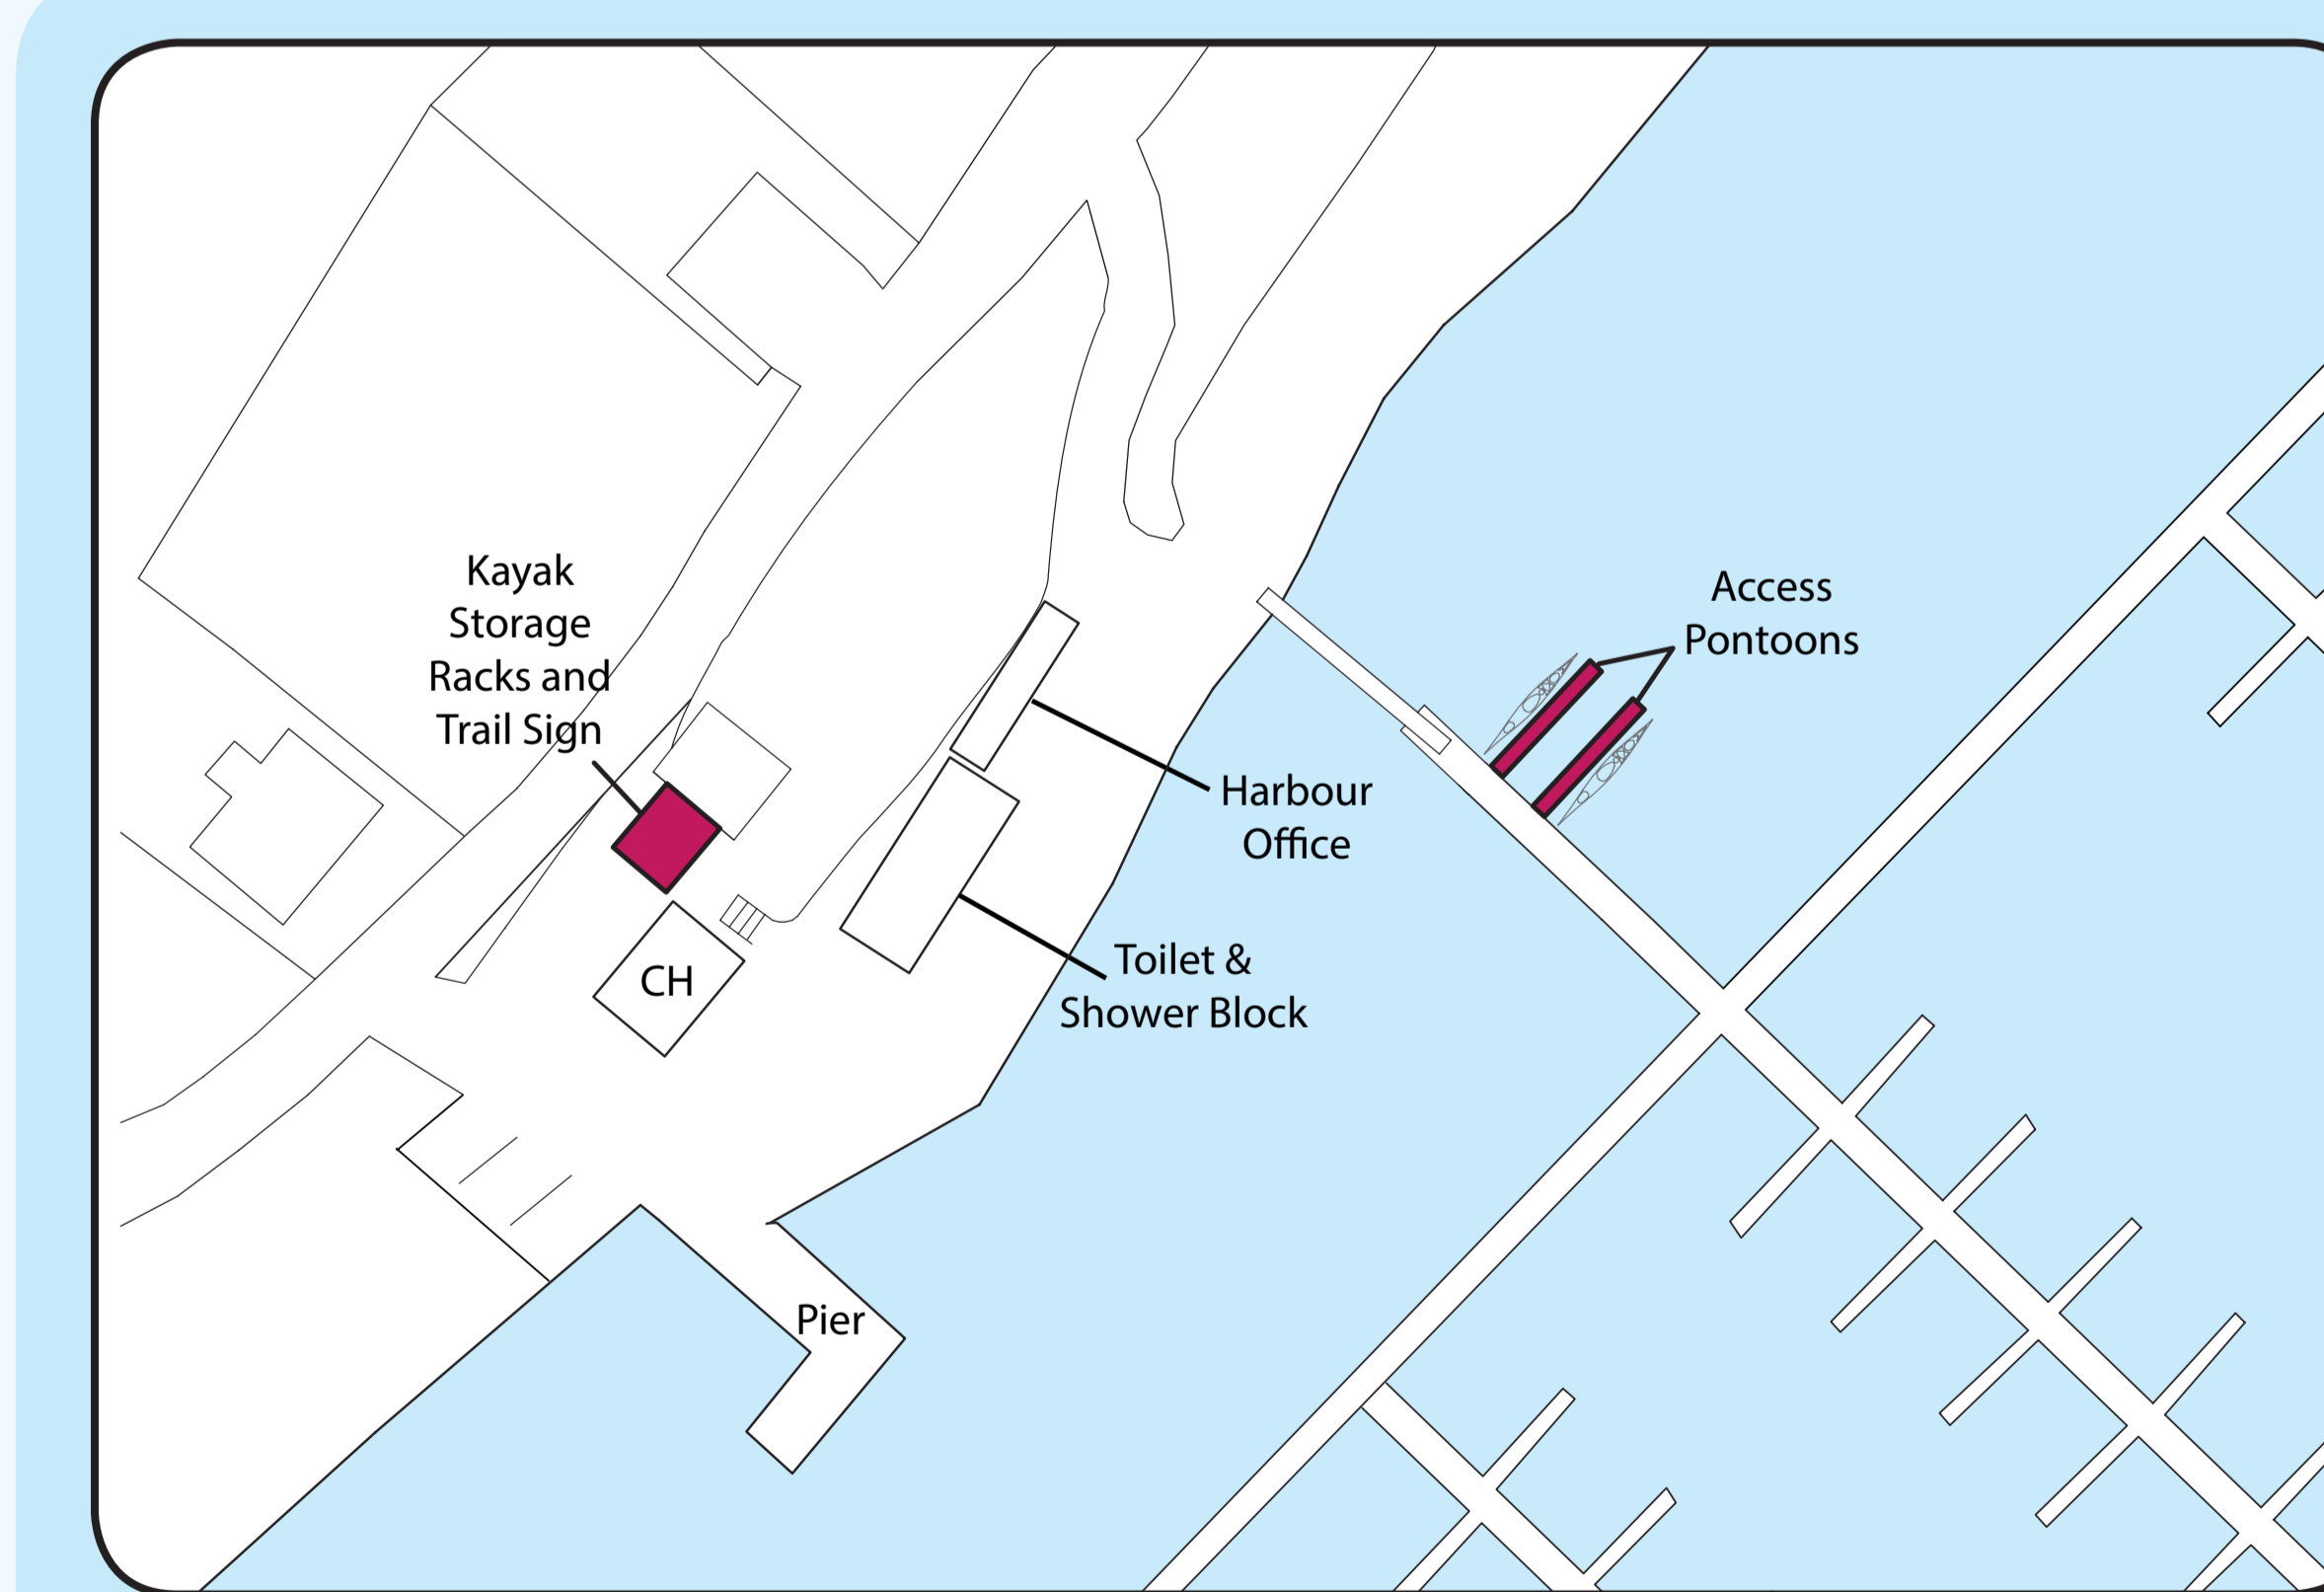 Kayak
Storage
Racks and
Trail Sign
Access
Pontoons
Harbour
Office
Toilet &
Shower Block
CH
Pier